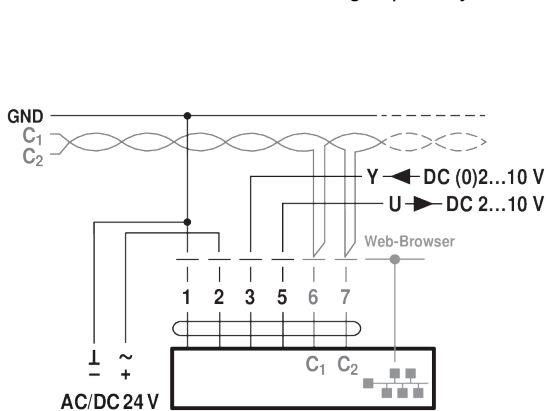 GND
C1
C2
Y DC (0)2...10 V
U DC 2...10 V
Web-Browser
1 2 3 5 6 7
C1 C2
⊥ ~
– +
AC/DC 24 V